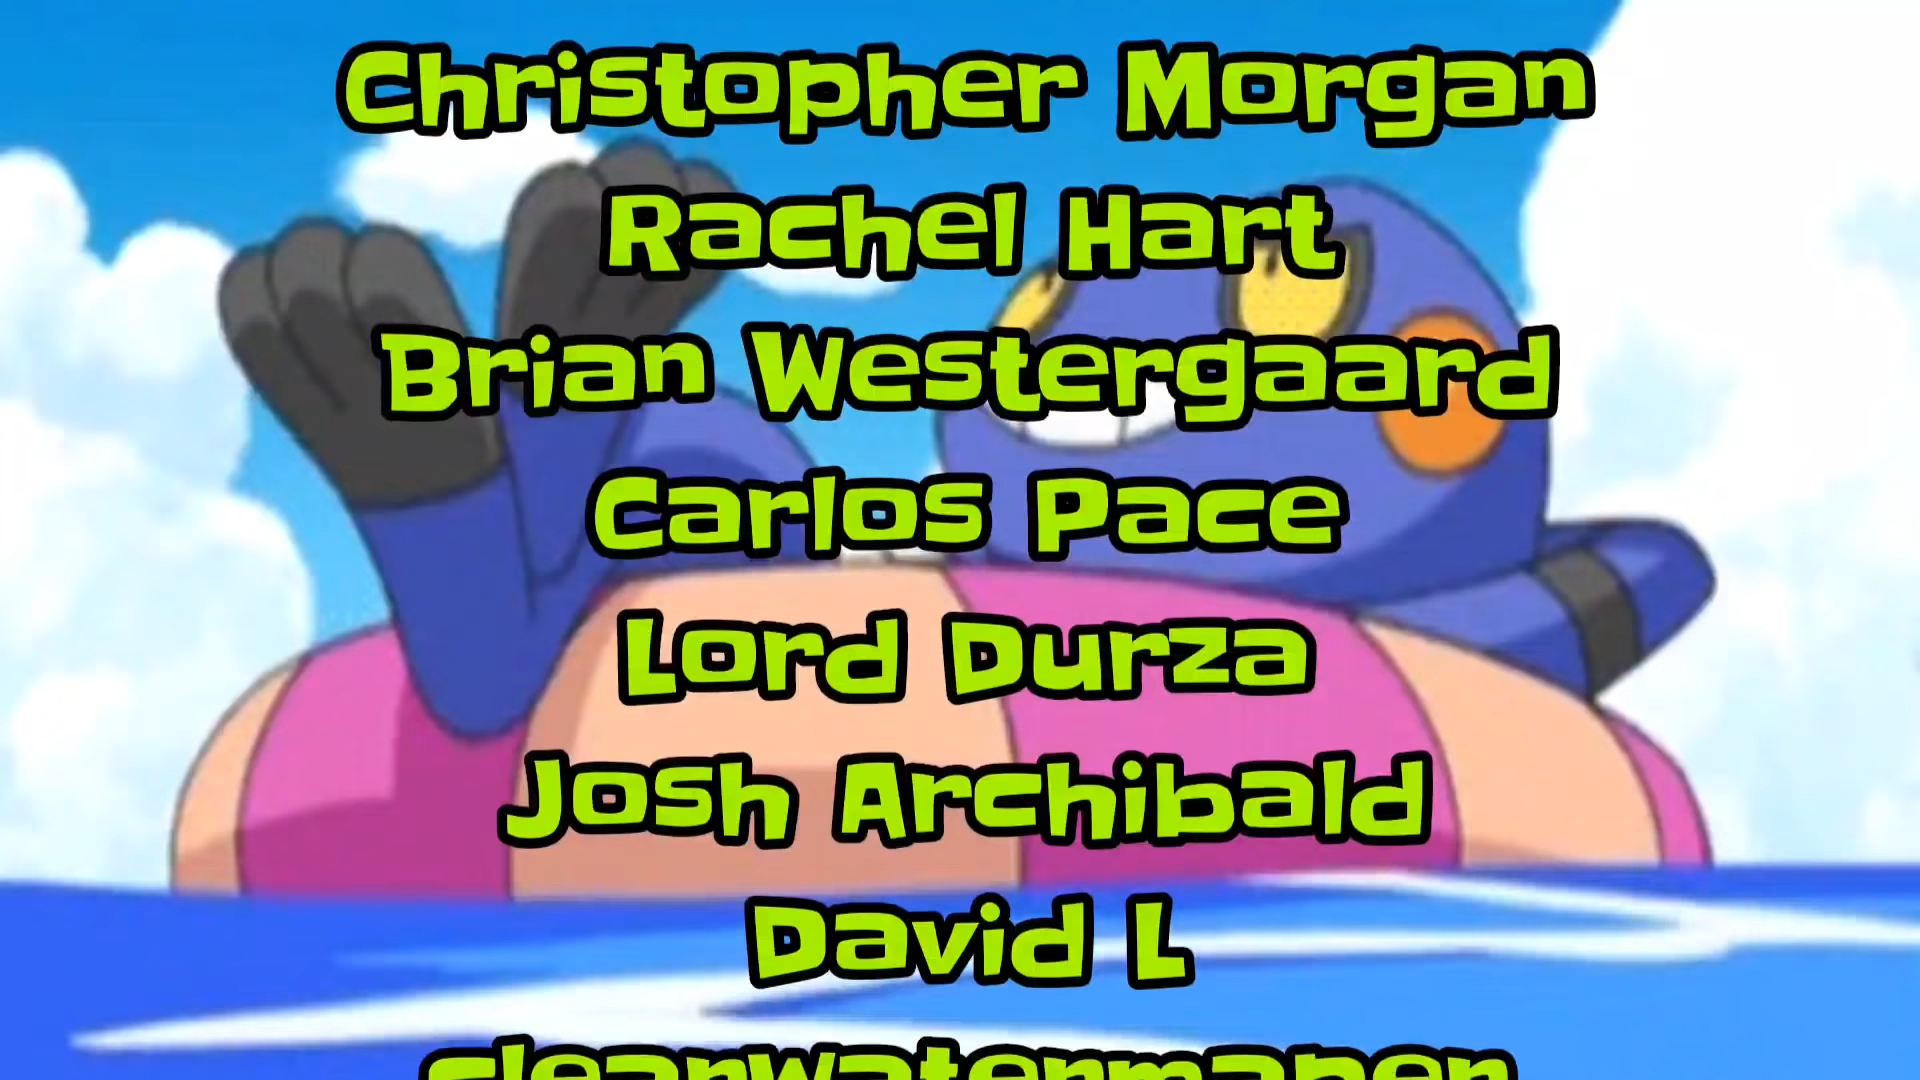 Christopher Morgan
Rachel Hart
Brian Westergaard
Carlos Pace
Lord Durza
Josh Archibald
David L